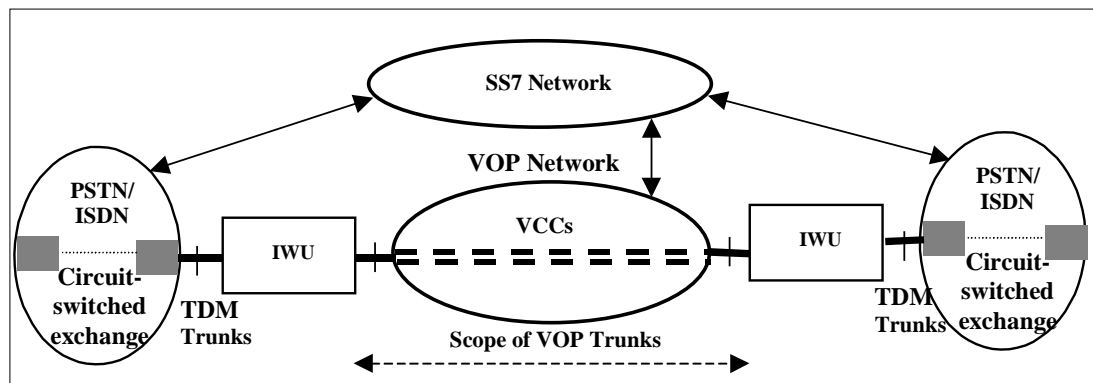 SS7 Network
VOP Network
PSTN/
ISDN
Circuit-
switched
exchange
TDM
Trunks
IWU
VCCs
IWU
TDM
Trunks
PSTN/
ISDN
Circuit-
switched
exchange
Scope of VOP Trunks